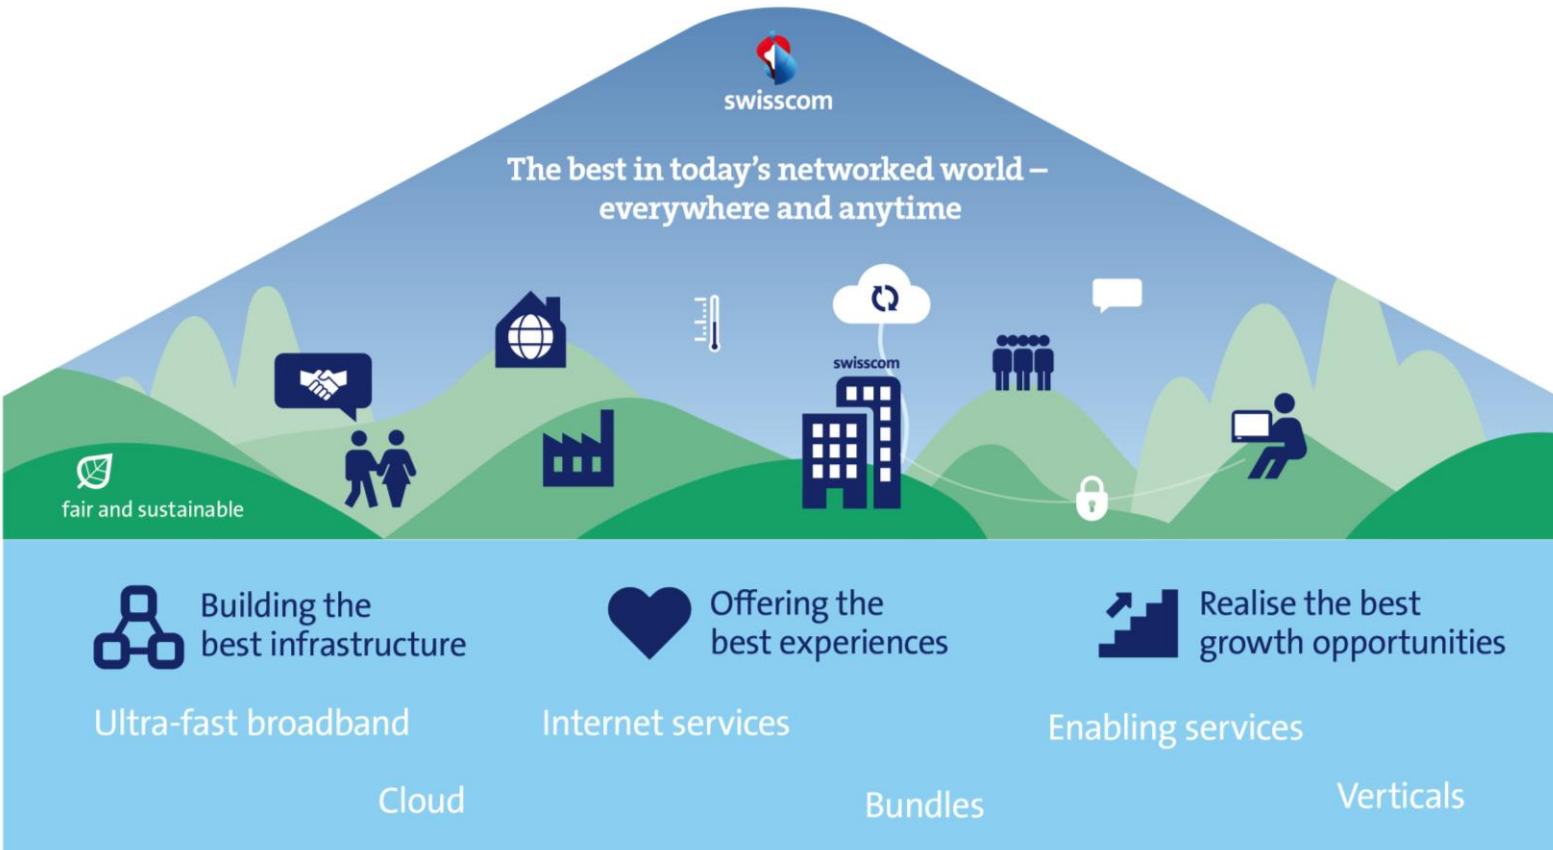 swisscom
The best in today's networked world –
everywhere and anytime
swisscom
fair and sustainable
Building the
best infrastructure
Offering the
best experiences
Realise the best
growth opportunities
Ultra-fast broadband
Internet services
Enabling services
Cloud
Bundles
Verticals